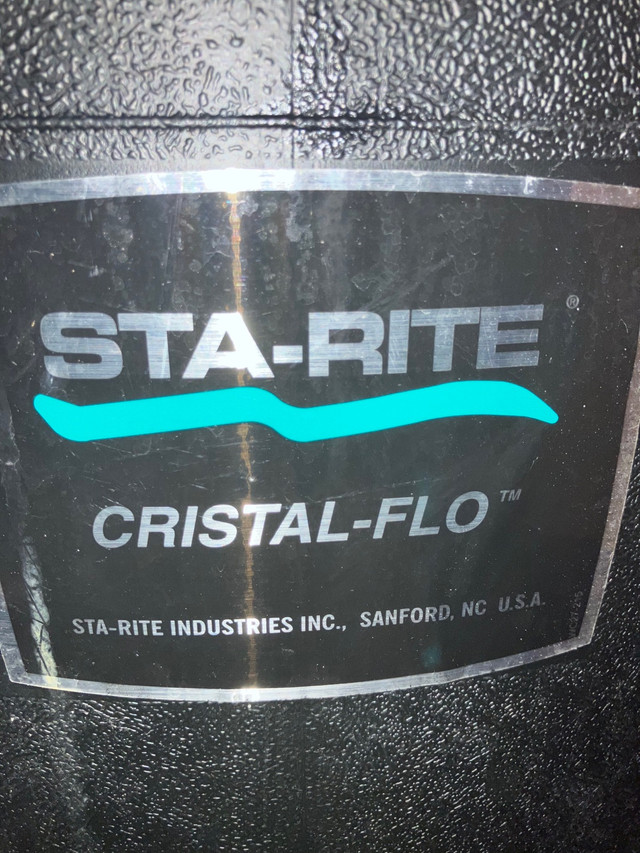 STA-RITE®
CRISTAL-FLO™
STA-RITE INDUSTRIES INC., SANFORD, NC U.S.A.